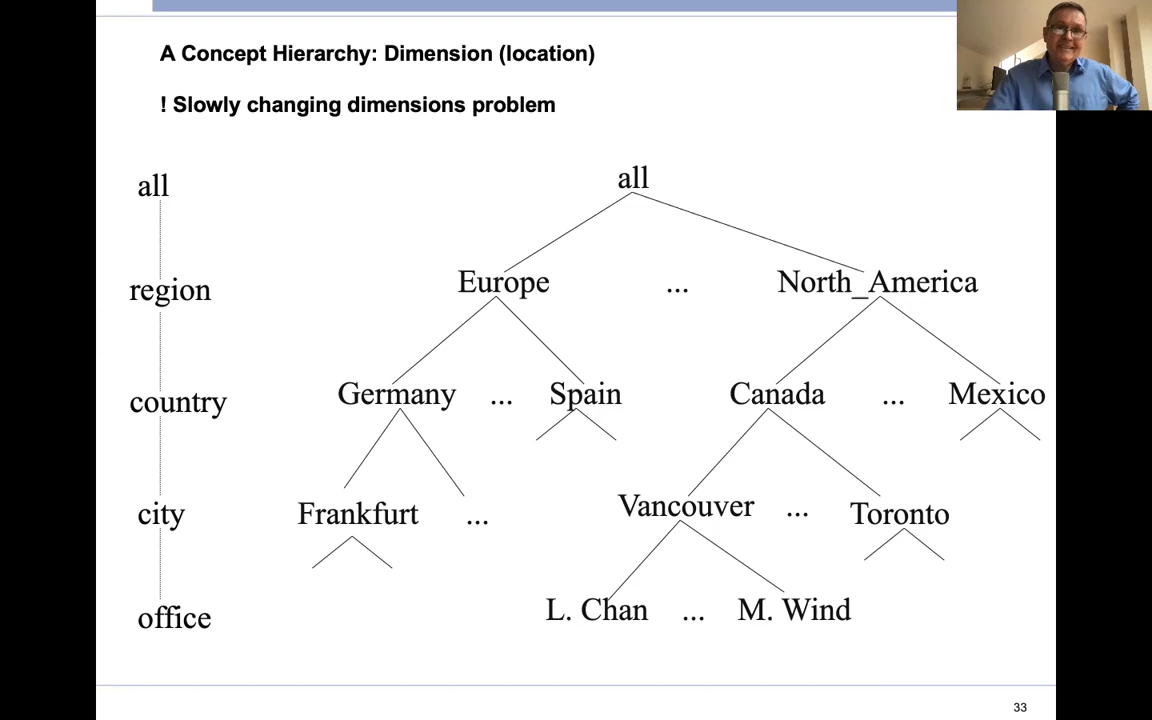 A Concept Hierarchy: Dimension (location)
! Slowly changing dimensions problem
all all
region Europe ... North_America
country Germany ... Spain Canada ... Mexico
city Frankfurt ... Vancouver ... Toronto
office L. Chan ... M. Wind
33